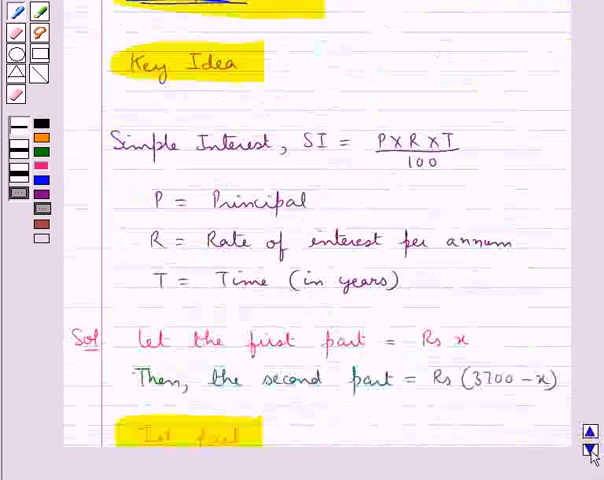 Key Idea
Simple Interest, SI = P X R X T / 100
P = Principal
R = Rate of interest per annum
T = Time (in years)
Sol let the first part = Rs x
Then, the second part = Rs (3700 - x)